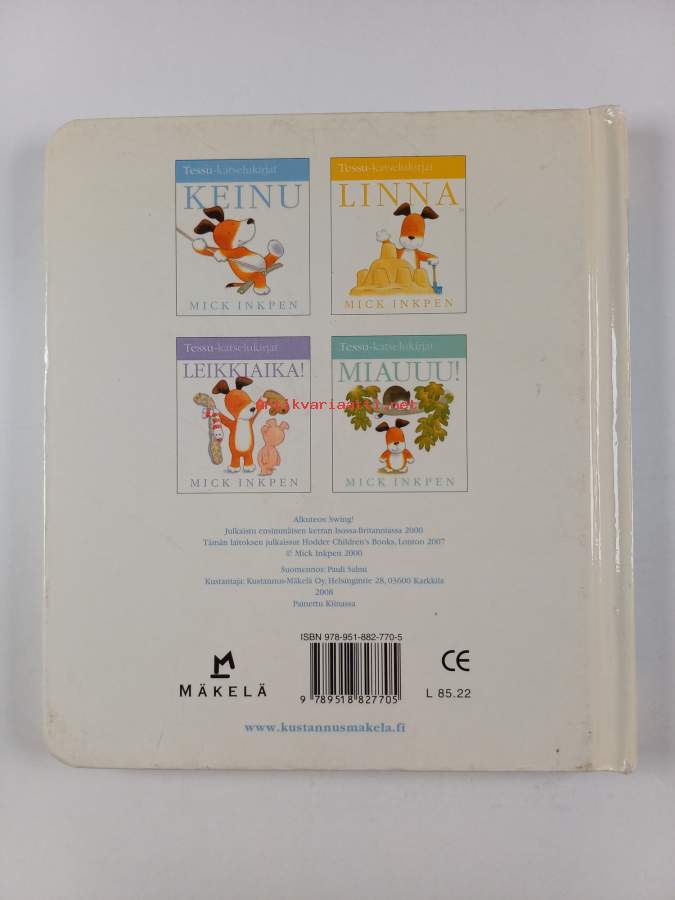 Tessu-katselukirjat
KEINU
MICK INKPEN
Tessu-katselukirjat
LINNA
MICK INKPEN
Tessu-katselukirjat
LEIKKIAIKA!
MICK INKPEN
Tessu-katselukirjat
MIAUUU!
MICK INKPEN
antikvariaatti.net
Alkuteos Swing!
Julkaistu ensimmäisen kerran Isossa-Britanniassa 2000
Tämän laitoksen julkaissut Hodder Children's Books, Lontoo 2007
© Mick Inkpen 2000
Suomennos: Pauli Salmi
Kustantaja: Kustannus-Mäkelä Oy, Helsingintie 28, 03600 Karkkila
2008
Painettu Kiinassa
ISBN 978-951-882-770-5
9 789518 827705
MÄKELÄ
CE
L 85.22
www.kustannusmakela.fi